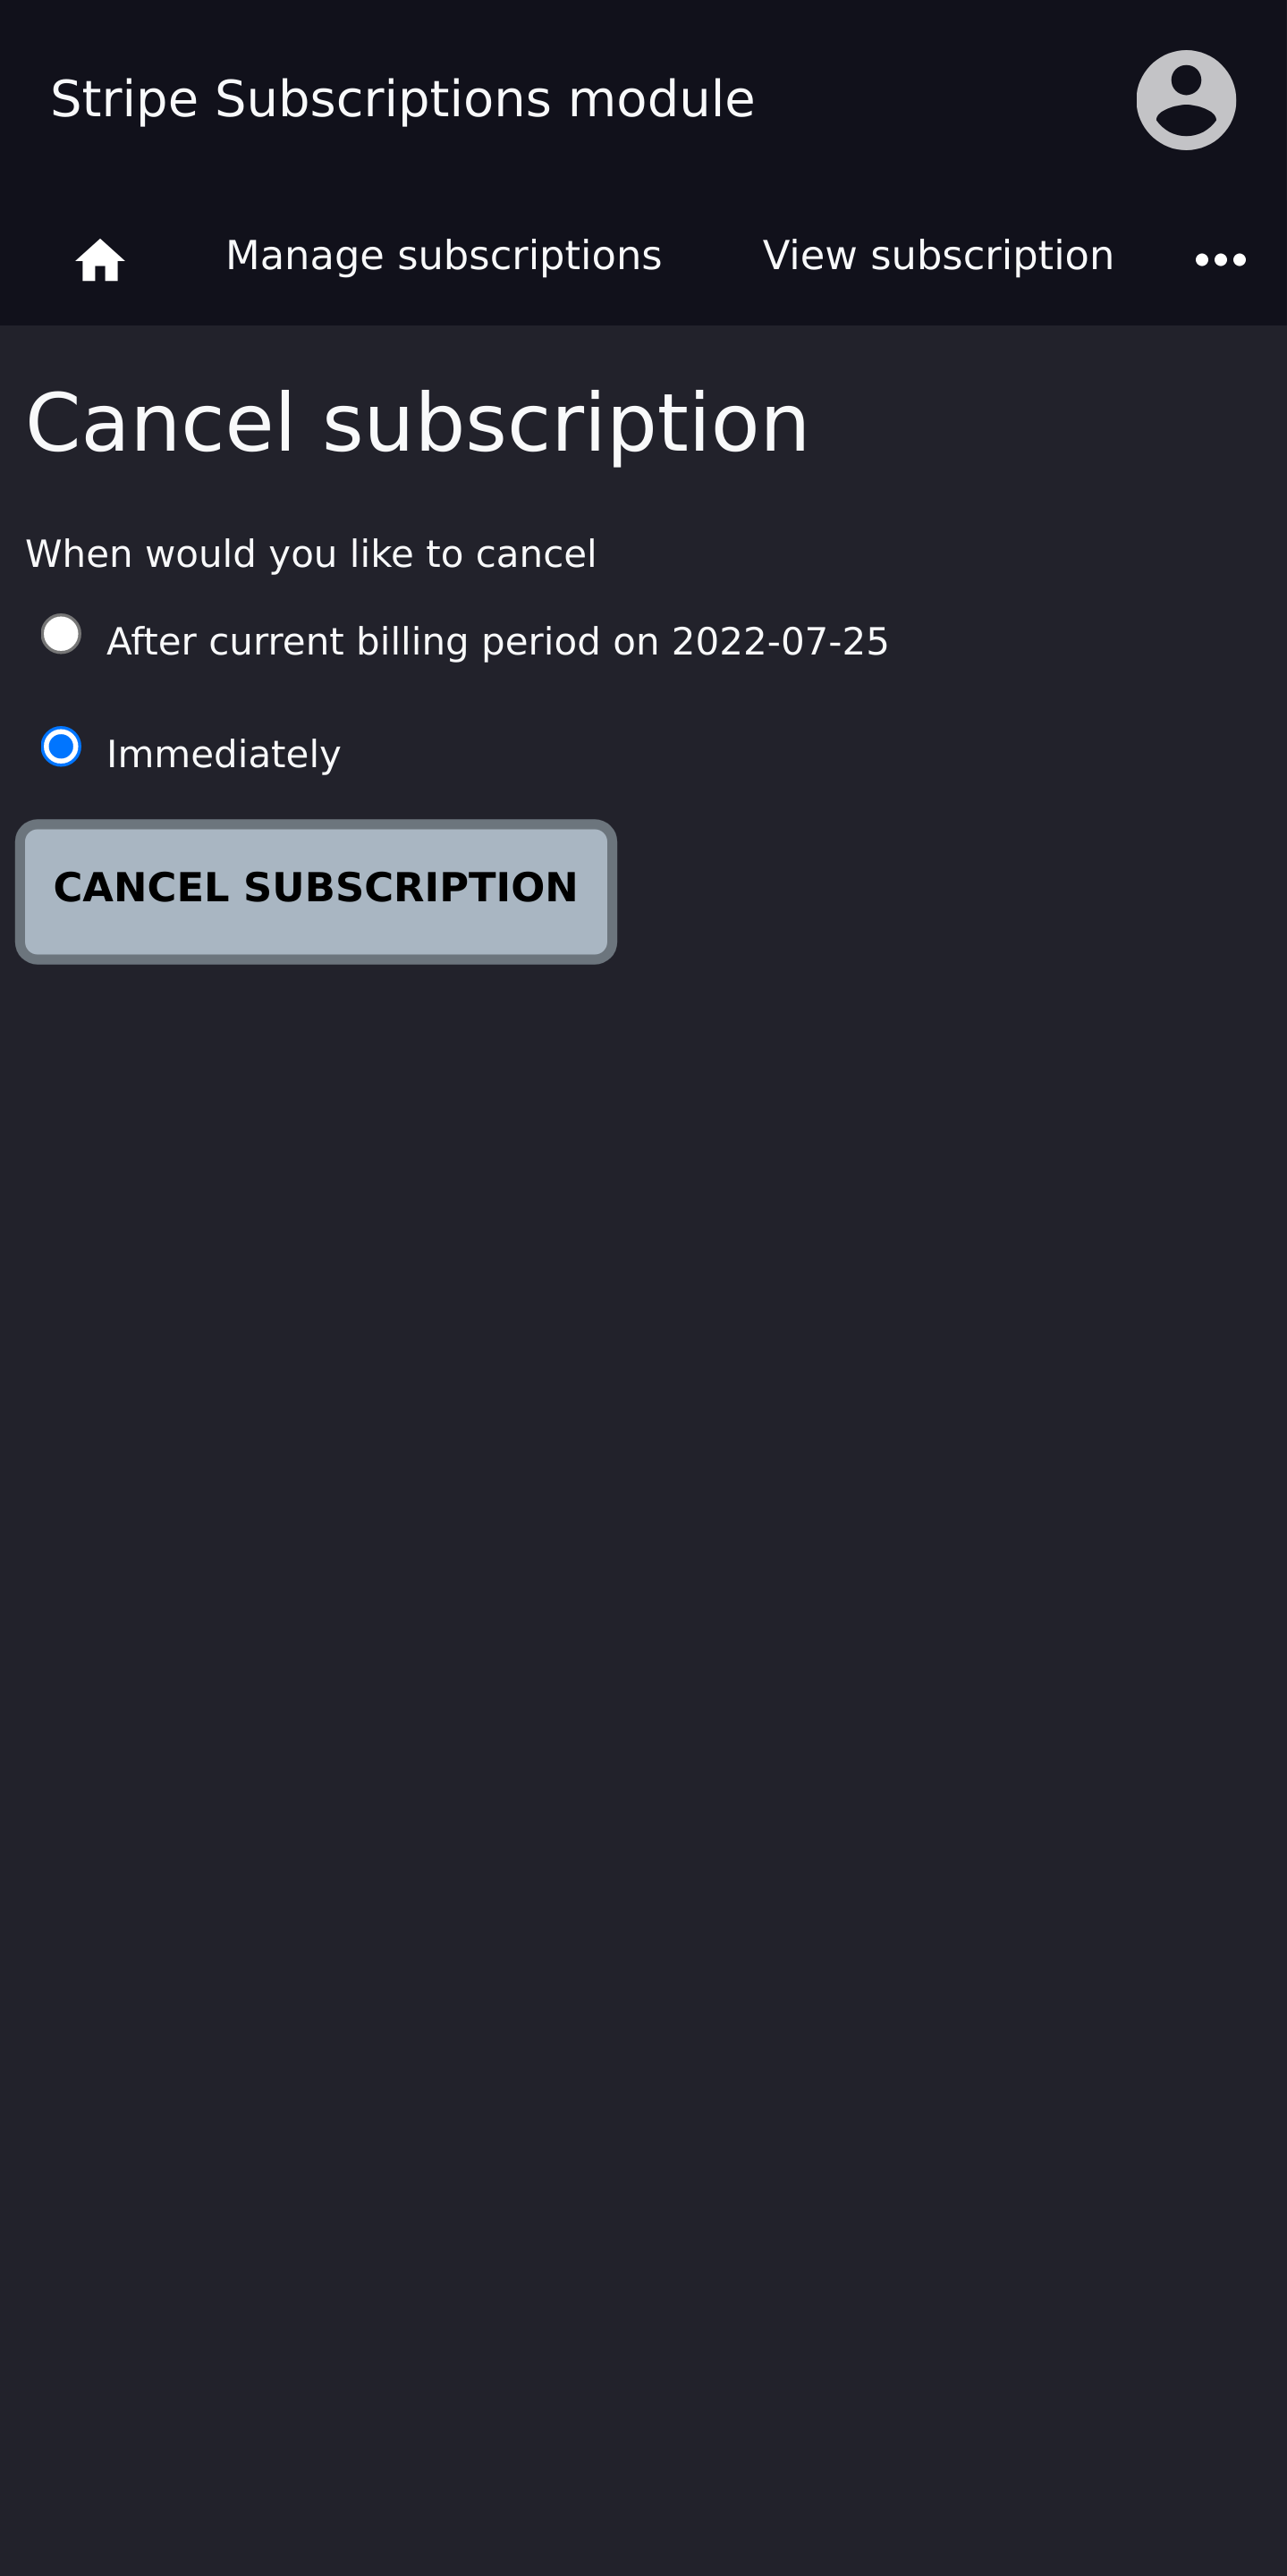 Stripe Subscriptions module
Manage subscriptions View subscription
Cancel subscription
When would you like to cancel
After current billing period on 2022-07-25
Immediately
CANCEL SUBSCRIPTION